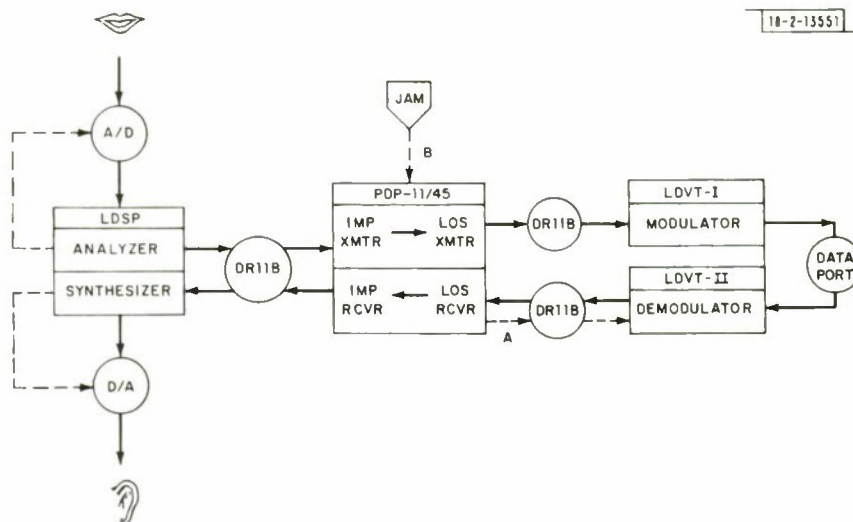 18-2-13551
JAM
A/D
B
PDP-11/45
LDVT-I
LDSP
IMP XMTR
LOS XMTR
DR11B
MODULATOR
ANALYZER
DR11B
DATA PORT
SYNTHESIZER
IMP RCVR
LOS RCVR
DR11B
LDVT-II
DEMODULATOR
A
D/A